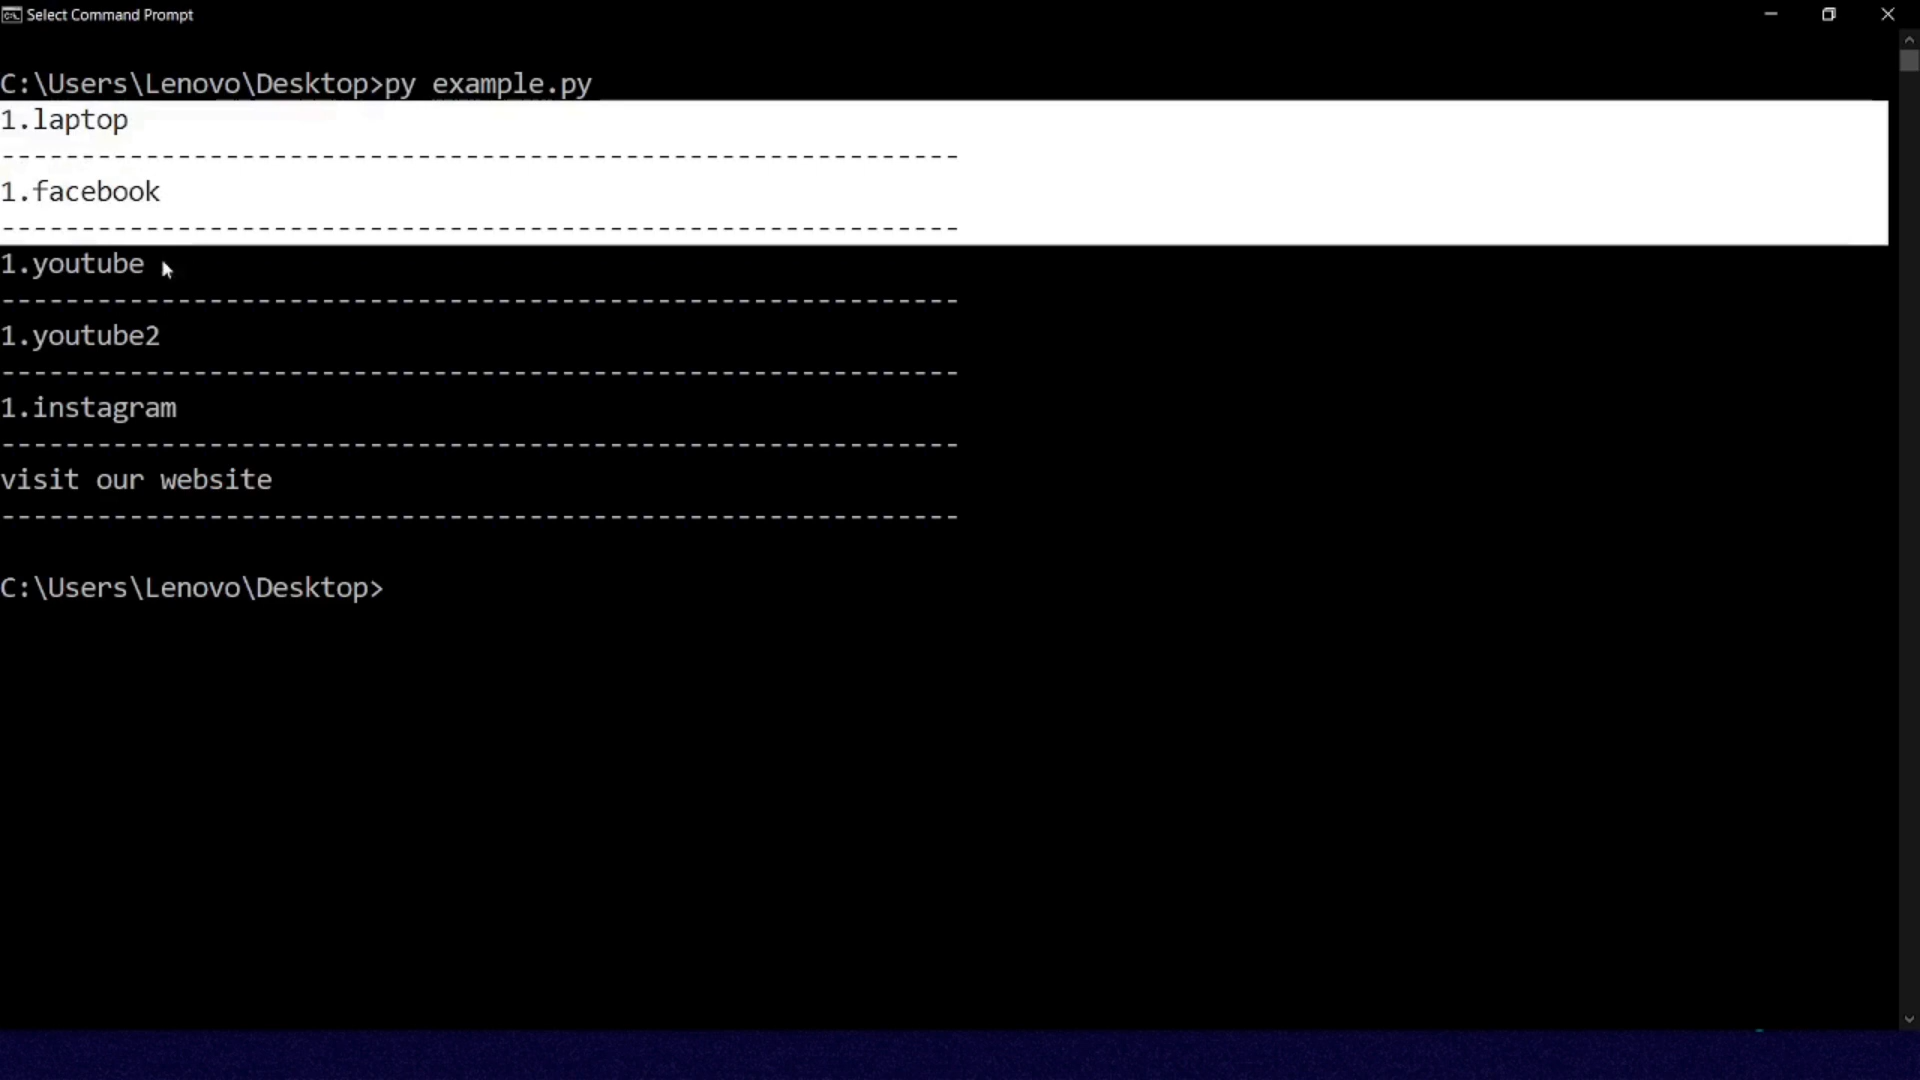 Select Command Prompt
C:\Users\Lenovo\Desktop>py example.py
1.laptop
------------------------------------------------------------
1.facebook
------------------------------------------------------------
1.youtube
------------------------------------------------------------
1.youtube2
------------------------------------------------------------
1.instagram
------------------------------------------------------------
visit our website
------------------------------------------------------------
C:\Users\Lenovo\Desktop>